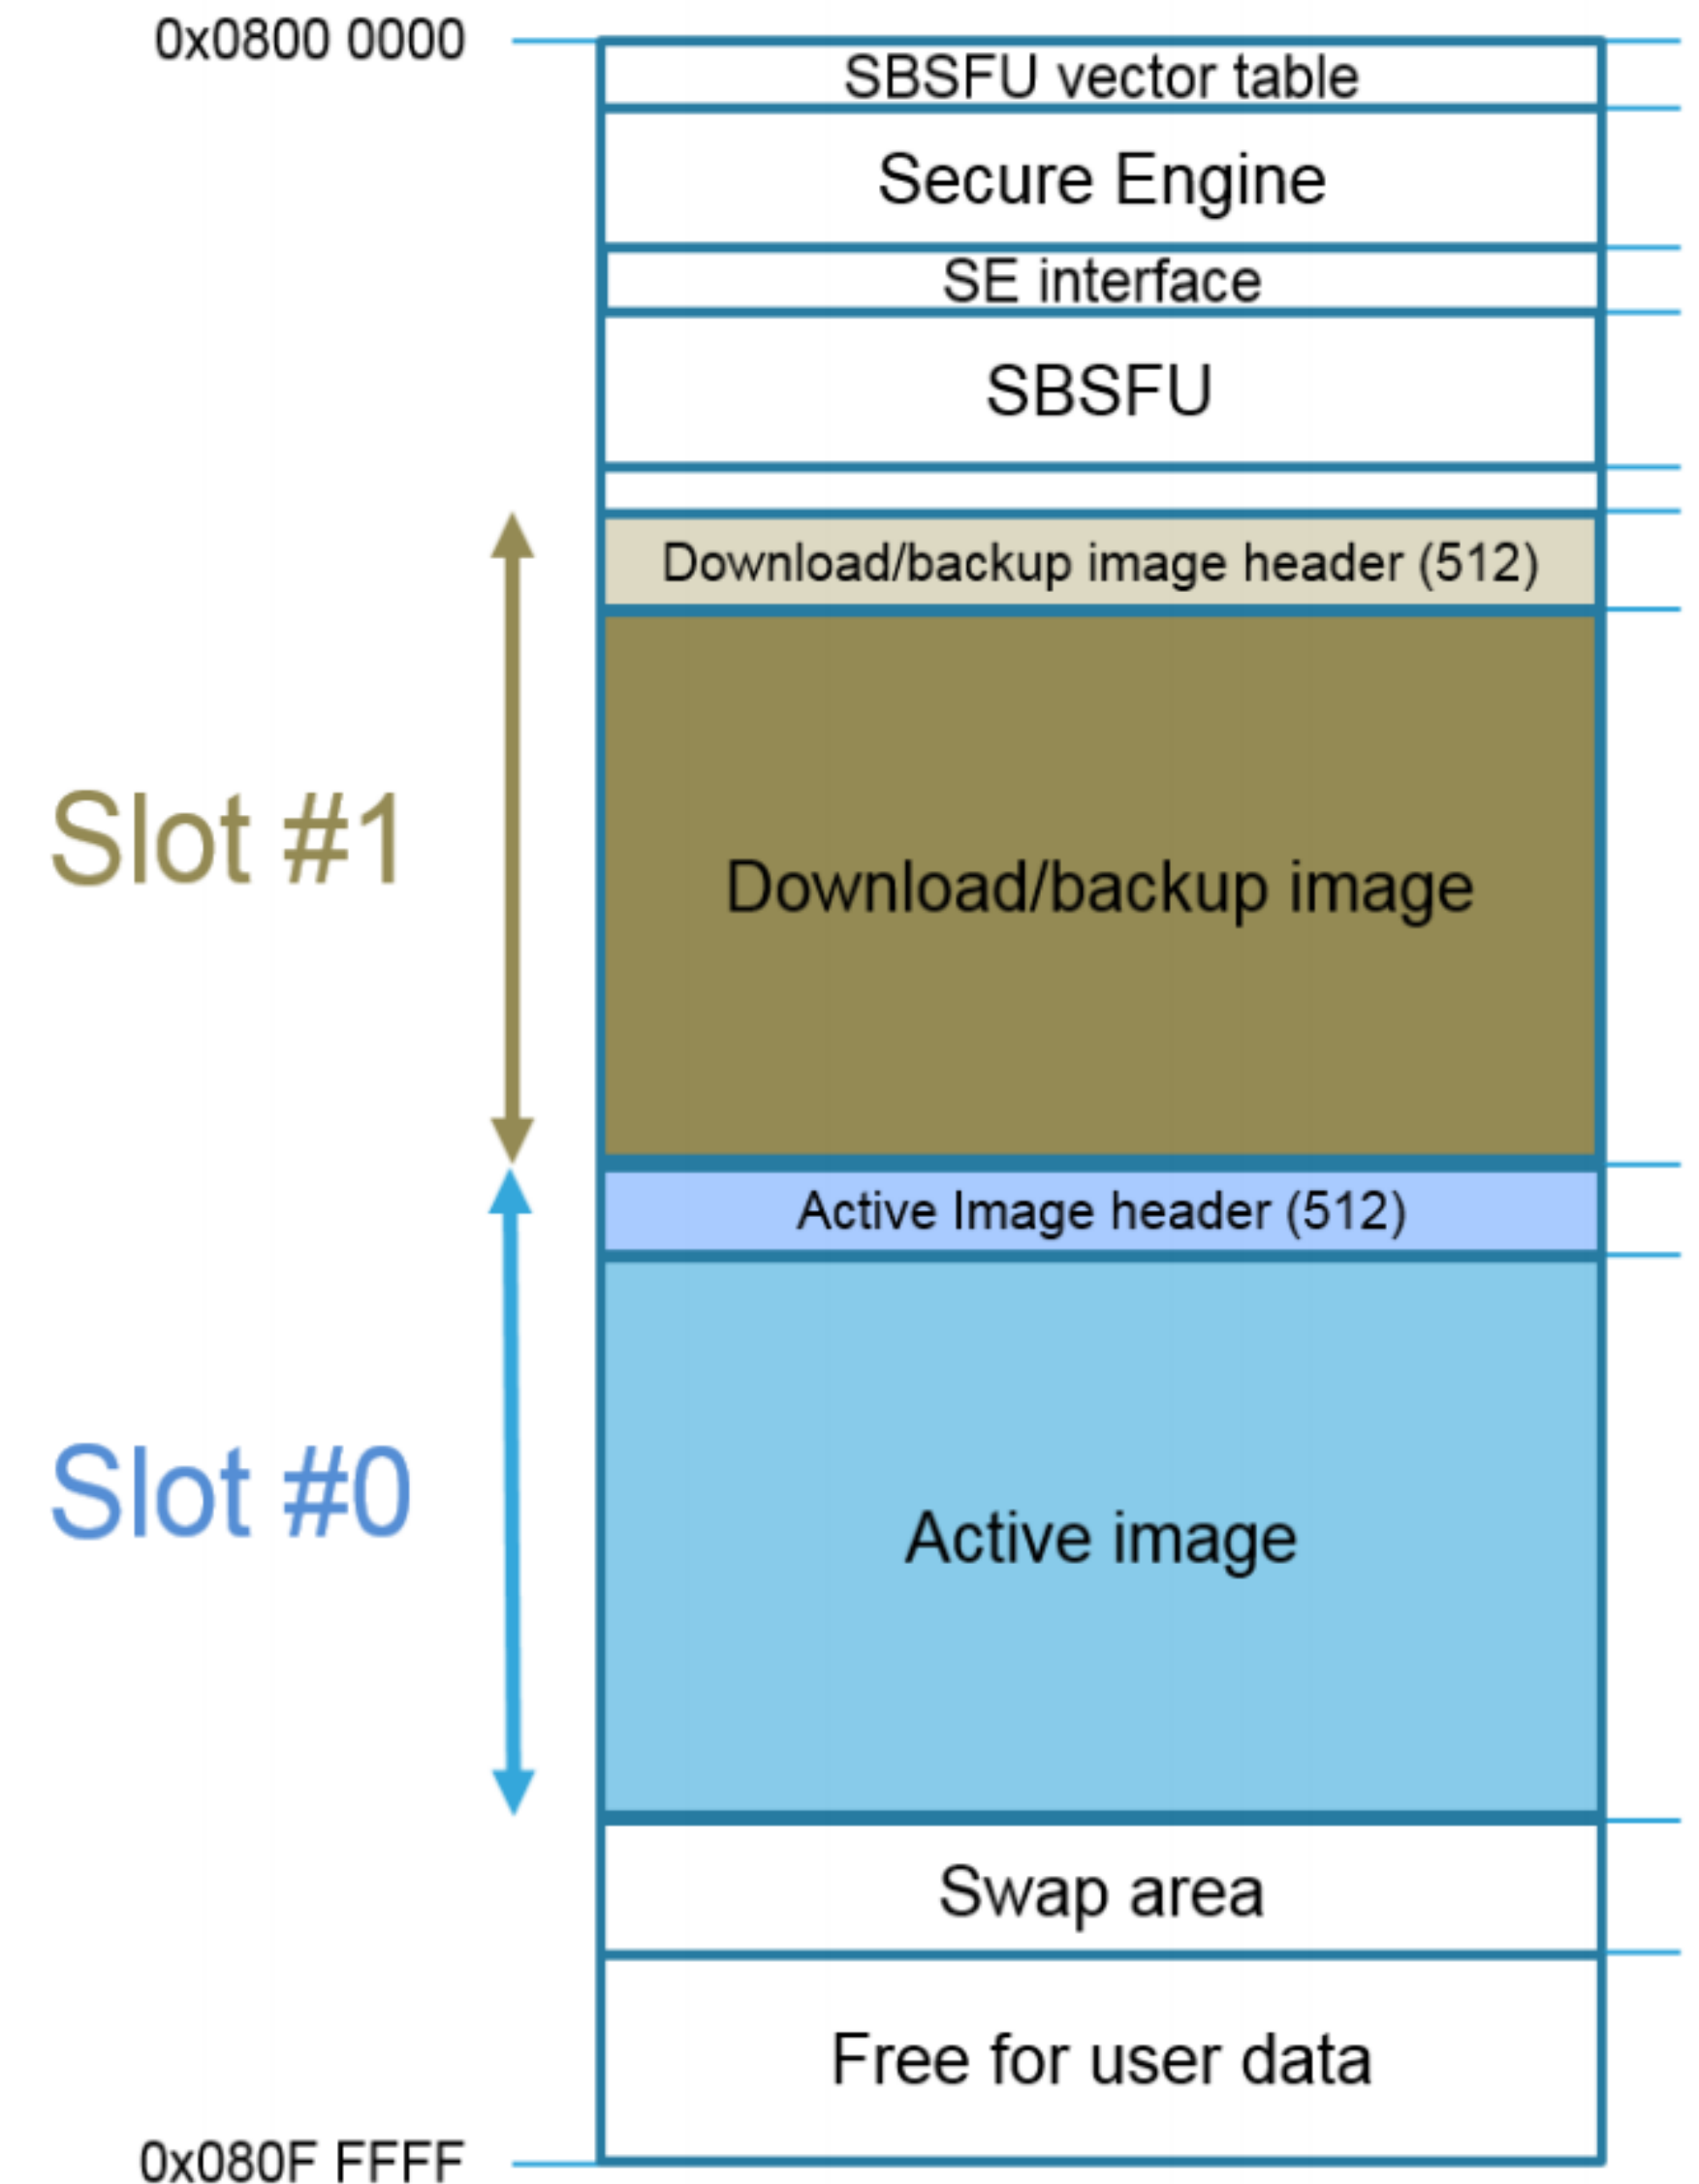 0x0800 0000
SBSFU vector table
Secure Engine
SE interface
SBSFU
Download/backup image header (512)
Slot #1
Download/backup image
Active Image header (512)
Slot #0
Active image
Swap area
Free for user data
0x080F FFFF